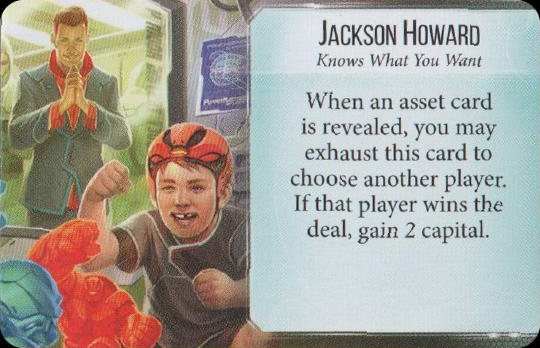 JACKSON HOWARD
Knows What You Want
When an asset card
is revealed, you may
exhaust this card to
choose another player.
If that player wins the
deal, gain 2 capital.